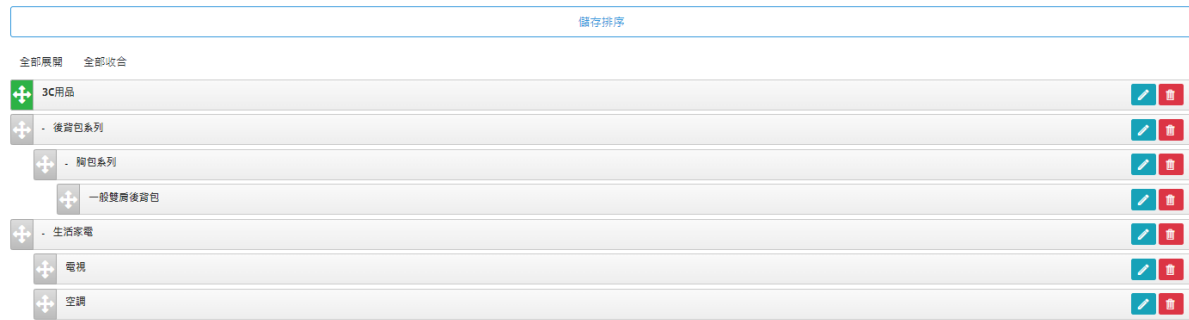 儲存排序
全部展開 全部收合
3C用品
- 後背包系列
- 胸包系列
一般雙肩後背包
- 生活家電
電視
空調